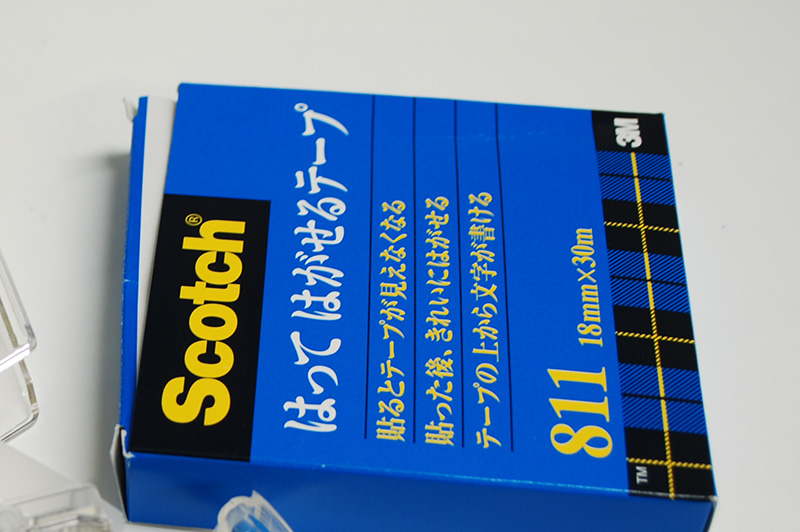 Scotch®
はって はがせるテープ
貼るとテープが見えなくなる
貼った後、きれいにはがせる
テープの上から文字が書ける
811 18mm×30m
TM 3M